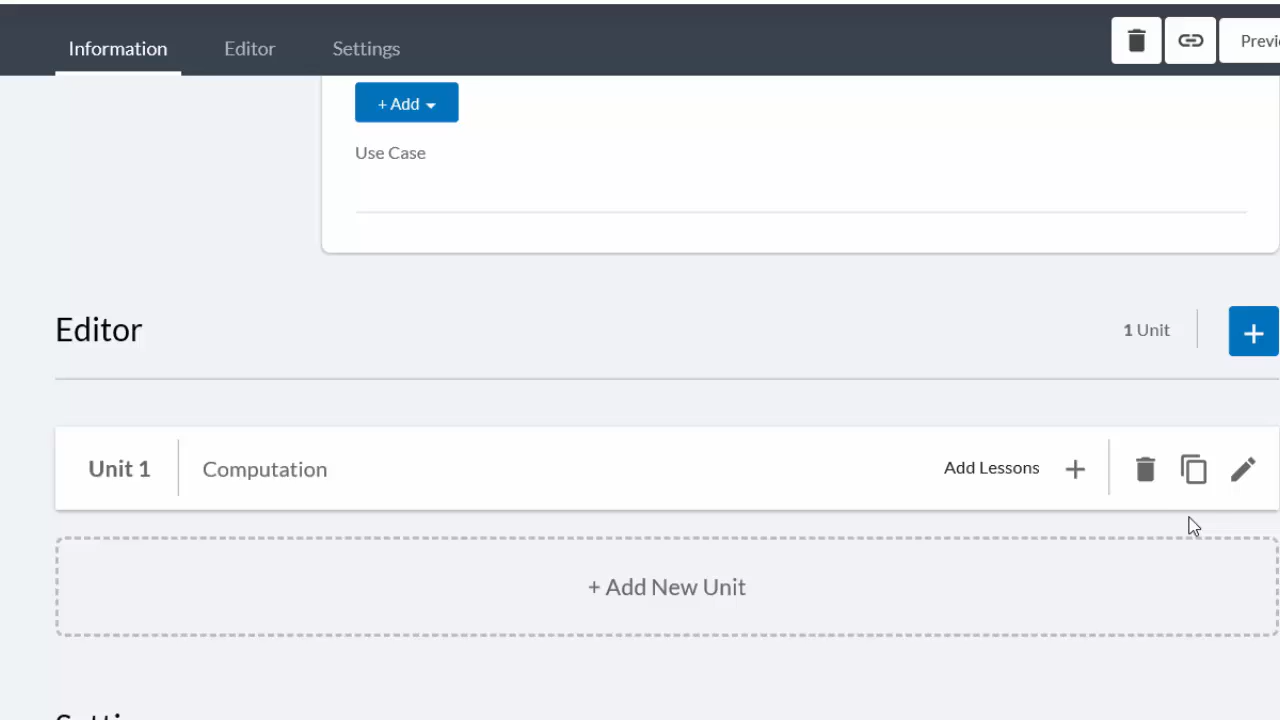 Information Editor Settings
+ Add
Use Case
Editor
1 Unit
+
Unit 1 Computation Add Lessons +
+ Add New Unit